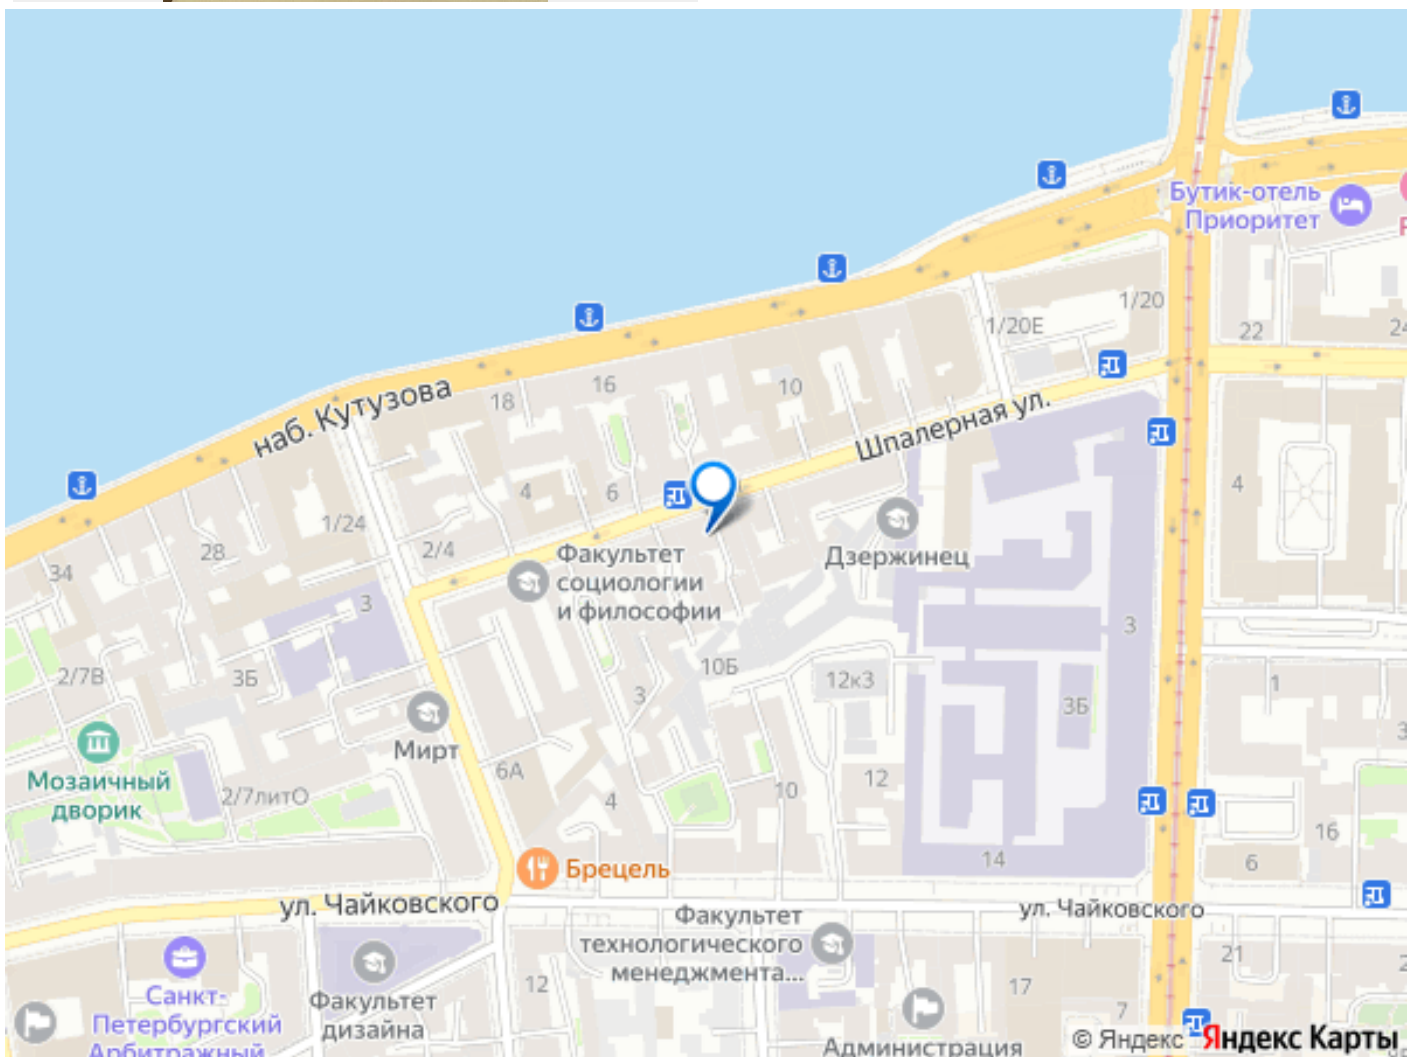 Бутик-отель
Приоритет
1/20
1/20Е
22
24
наб. Кутузова
18
16
10
Шпалерная ул.
4
6
4
1/24
2/4
28
34
Факультет
социологии
и философии
Дзержинец
3
3
2/7В
3Б
10Б
12к3
3
3Б
1
Мирт
Мозаичный
дворик
2/7литО
6А
4
10
12
16
14
6
Брецель
ул. Чайковского
ул. Чайковского
Факультет
технологического
менеджмента...
21
Санкт-
Петербургский
Арбитражный
Факультет
дизайна
12
17
7
Администрация
© Яндекс
Яндекс Карты